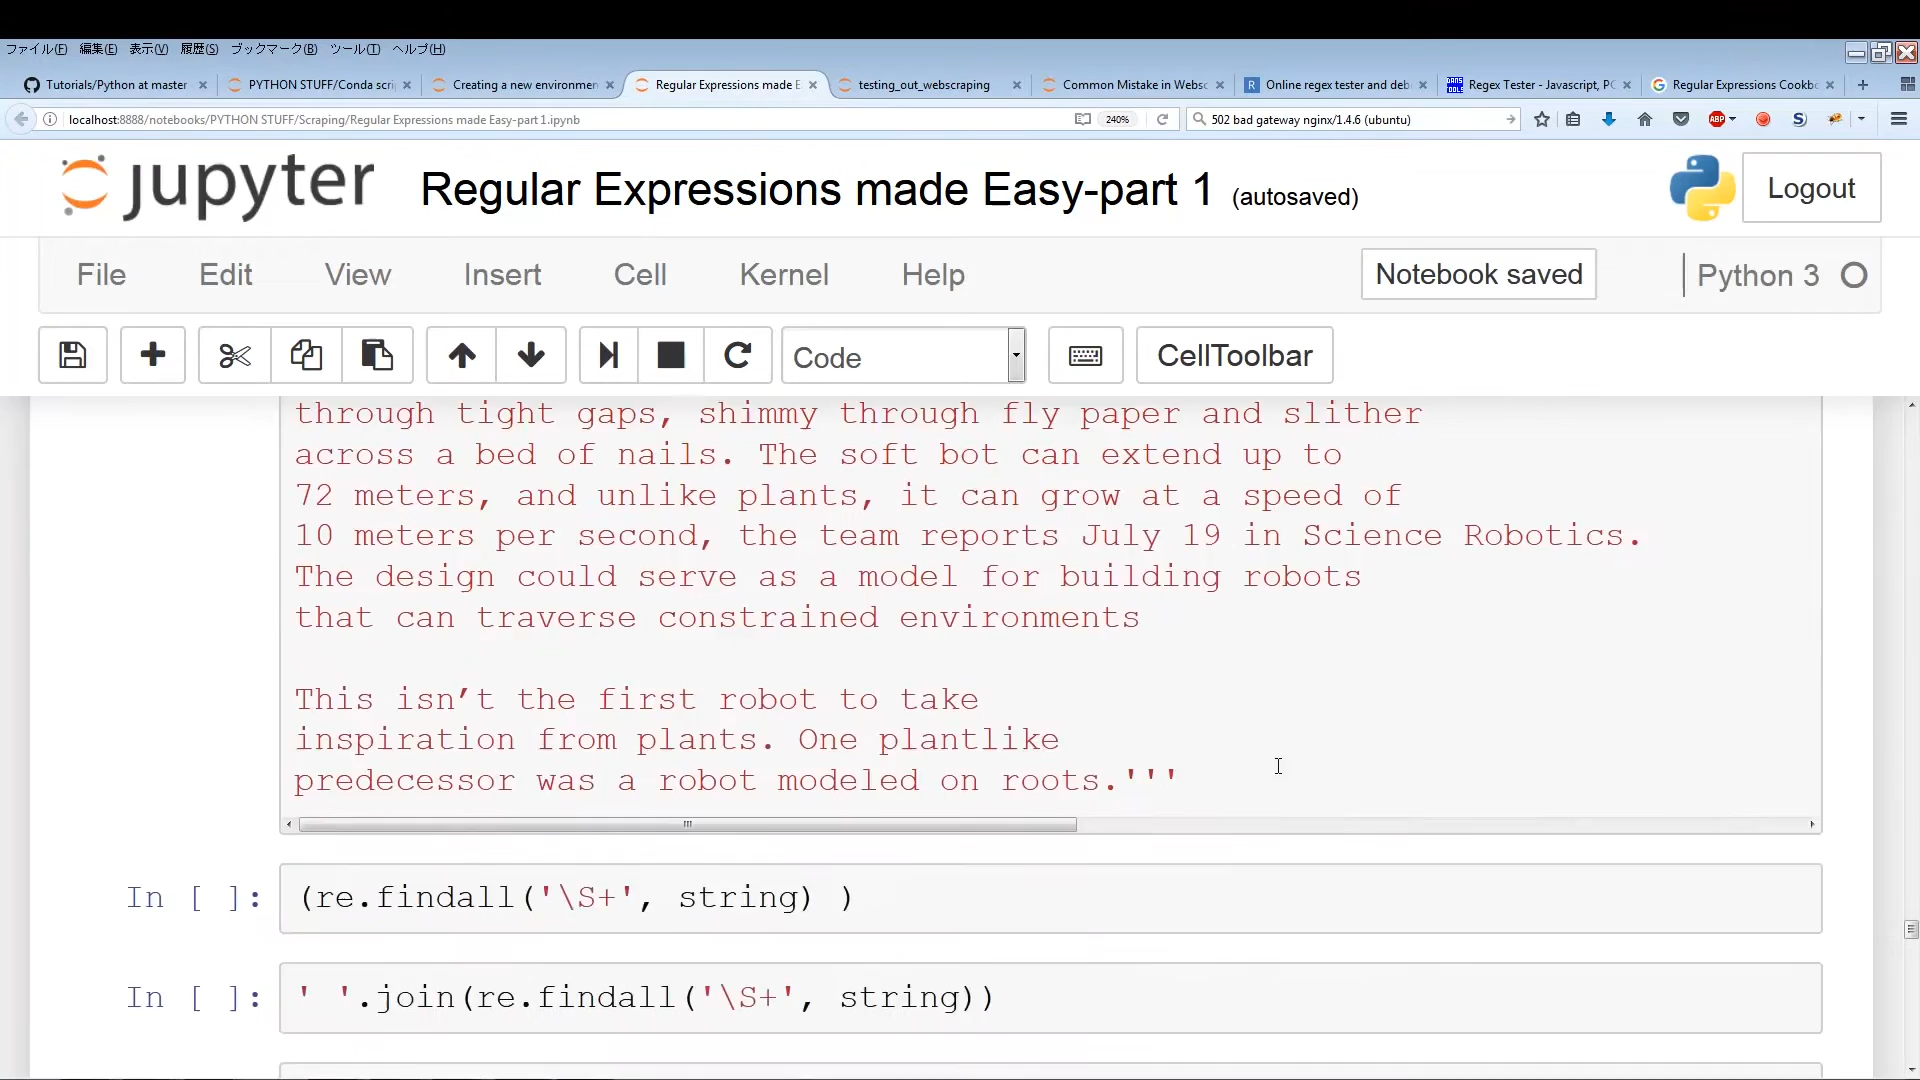 ファイル(F) 編集(E) 表示(V) 履歴(S) ブックマーク(B) ツール(T) ヘルプ(H)
Tutorials/Python at master PYTHON STUFF/Conda scri Creating a new environmen Regular Expressions made E testing_out_webscraping Common Mistake in Websc Online regex tester and deb Regex Tester - Javascript, PC Regular Expressions Cookbo
localhost:8888/notebooks/PYTHON STUFF/Scraping/Regular Expressions made Easy-part 1.ipynb 240% 502 bad gateway nginx/1.4.6 (ubuntu)
jupyter Regular Expressions made Easy-part 1 (autosaved) Logout
File Edit View Insert Cell Kernel Help Notebook saved Python 3
Code CellToolbar
through tight gaps, shimmy through fly paper and slither
across a bed of nails. The soft bot can extend up to
72 meters, and unlike plants, it can grow at a speed of
10 meters per second, the team reports July 19 in Science Robotics.
The design could serve as a model for building robots
that can traverse constrained environments
This isn’t the first robot to take
inspiration from plants. One plantlike
predecessor was a robot modeled on roots.'''
In [ ]: (re.findall('\S+', string) )
In [ ]: ' '.join(re.findall('\S+', string))